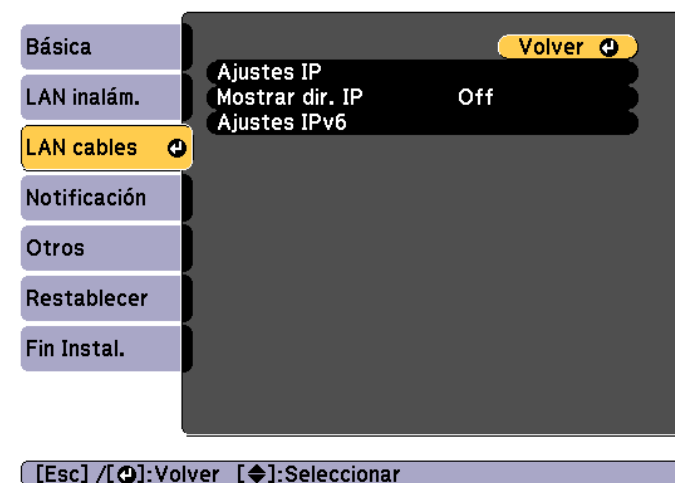 Básica
LAN inalám.
LAN cables
Notificación
Otros
Restablecer
Fin Instal.
Volver
Ajustes IP
Mostrar dir. IP Off
Ajustes IPv6
[Esc] /[ ]:Volver [ ]:Seleccionar